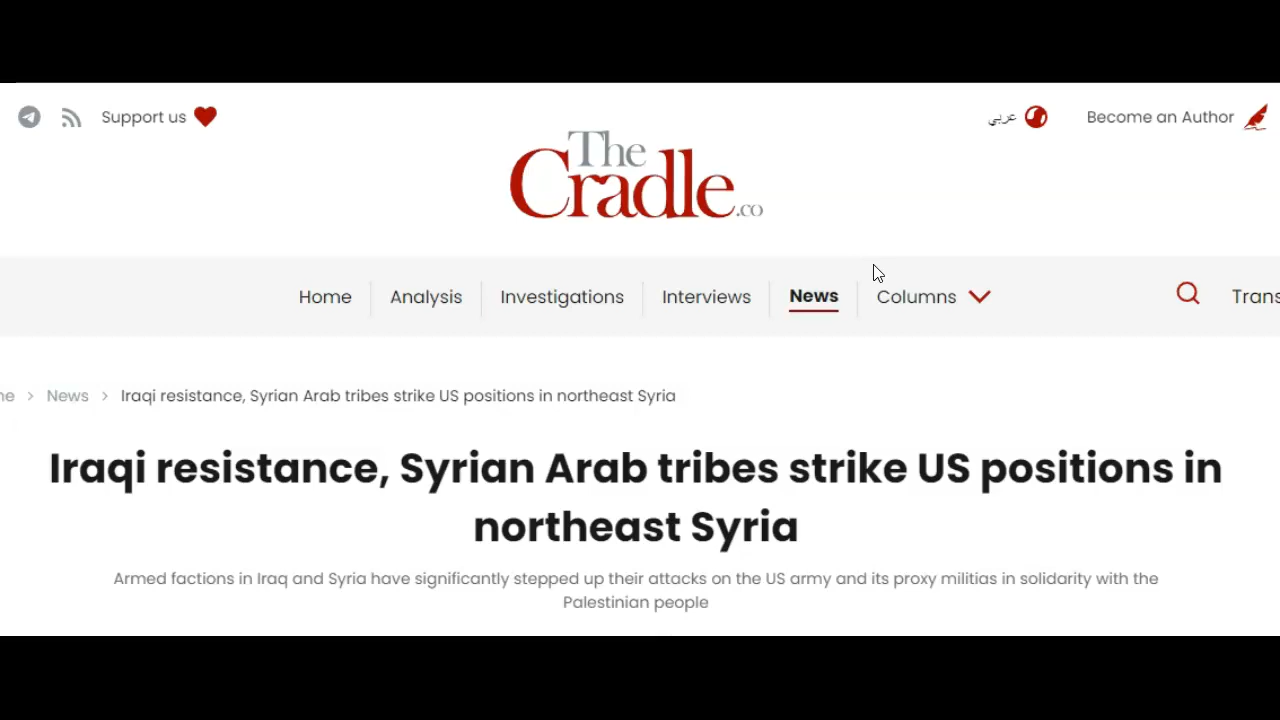 Support us
عربي
Become an Author
The
Cradle.co
Home
Analysis
Investigations
Interviews
News
Columns
Trans
ne > News > Iraqi resistance, Syrian Arab tribes strike US positions in northeast Syria
Iraqi resistance, Syrian Arab tribes strike US positions in
northeast Syria
Armed factions in Iraq and Syria have significantly stepped up their attacks on the US army and its proxy militias in solidarity with the
Palestinian people